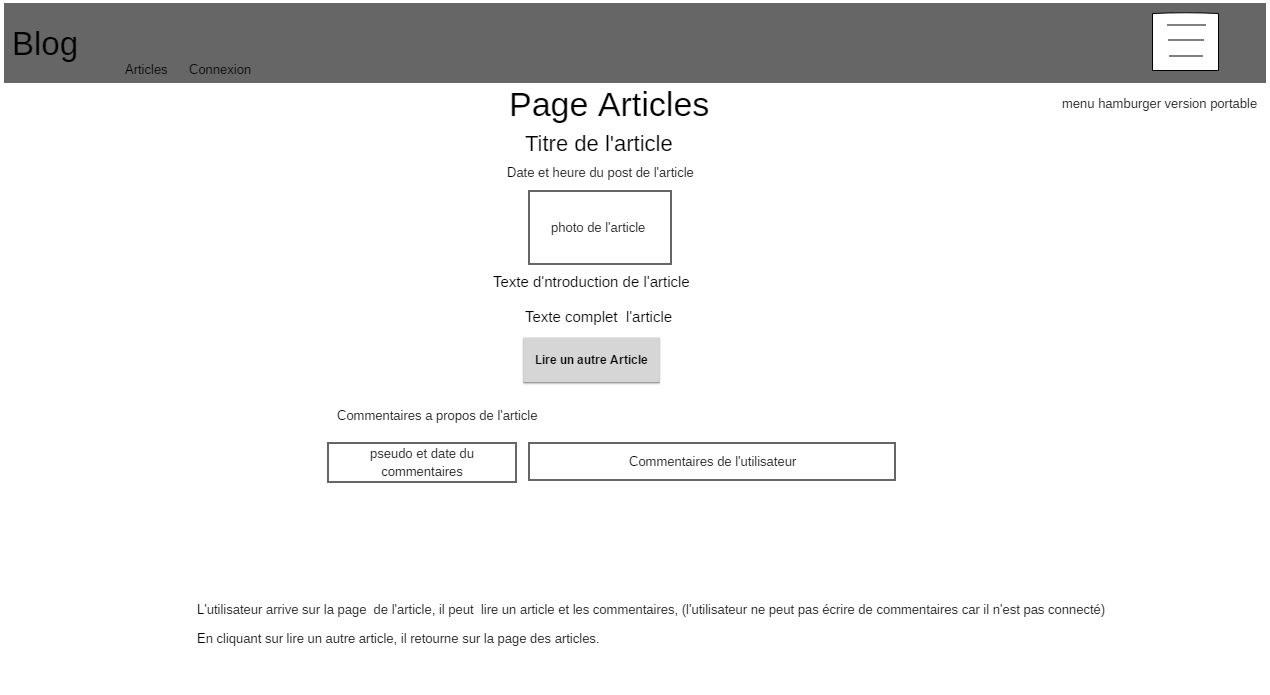 Blog
Articles Connexion
Page Articles
menu hamburger version portable
Titre de l'article
Date et heure du post de l'article
photo de l'article
Texte d'ntroduction de l'article
Texte complet  l'article
Lire un autre Article
Commentaires a propos de l'article
pseudo et date du
commentaires
Commentaires de l'utilisateur
L'utilisateur arrive sur la page  de l'article, il peut  lire un article et les commentaires, (l'utilisateur ne peut pas écrire de commentaires car il n'est pas connecté)
En cliquant sur lire un autre article, il retourne sur la page des articles.